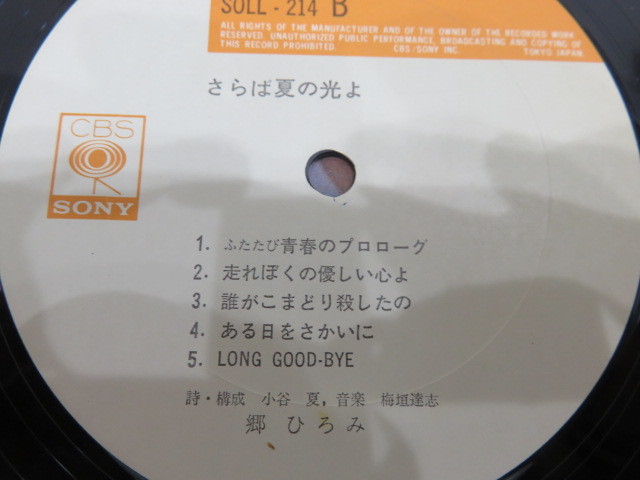 SOLL - 214 B
ALL RIGHTS OF THE MANUFACTURER AND OF THE OWNER OF THE RECORDED WORK
RESERVED. UNAUTHORIZED PUBLIC PERFORMANCE, BROADCASTING AND COPYING OF
THIS RECORD PROHIBITED. CBS/SONY INC. TOKYO JAPAN.
さらば夏の光よ
CBS
SONY
1. ふたたび青春のプロローグ
2. 走れぼくの優しい心よ
3. 誰がこまどり殺したの
4. ある日をさかいに
5. LONG GOOD-BYE
詩・構成 小谷 夏, 音楽 梅垣達志
郷 ひろみ